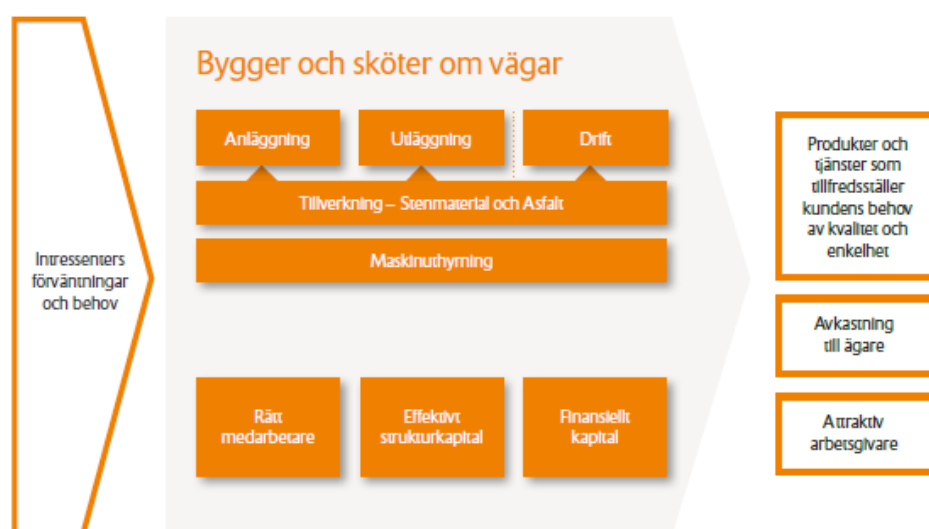 Bygger och sköter om vägar
Anläggning
Utläggning
Drift
Tillverkning – Stenmaterial och Asfalt
Maskinuthyrning
Intressenters
förväntningar
och behov
Rätt
medarbetare
Effektivt
strukturkapital
Finansiellt
kapital
Produkter och
tjänster som
tillfredsställer
kundens behov
av kvalitet och
enkelhet
Avkastning
till ägare
Attraktiv
arbetsgivare